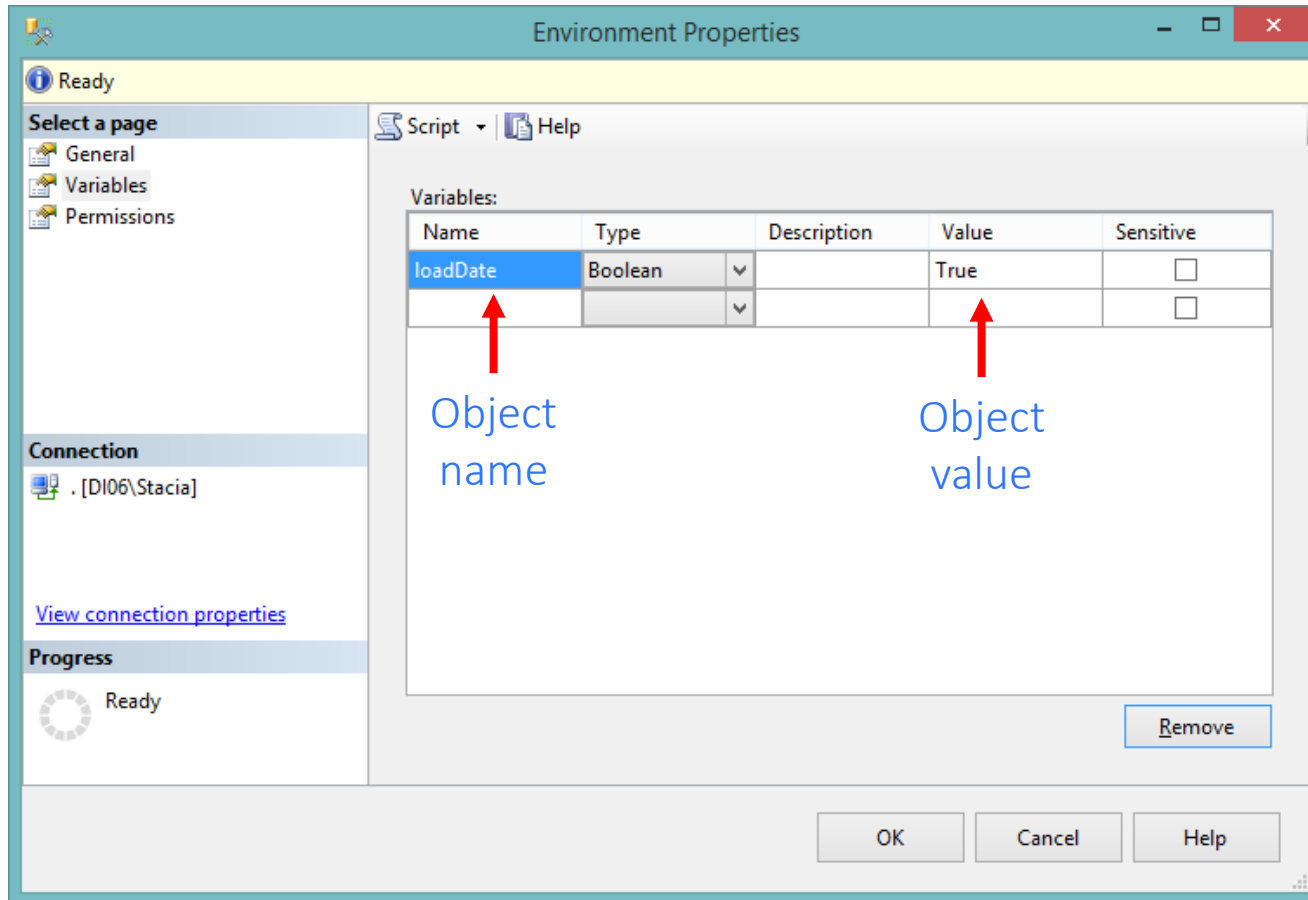 Environment Properties
Ready
Select a page
General
Variables
Permissions
Script
Help
Variables:
Name Type Description Value Sensitive
loadDate Boolean True
Object name
Object value
Connection
. [DI06\Stacia]
View connection properties
Progress
Ready
Remove
OK Cancel Help